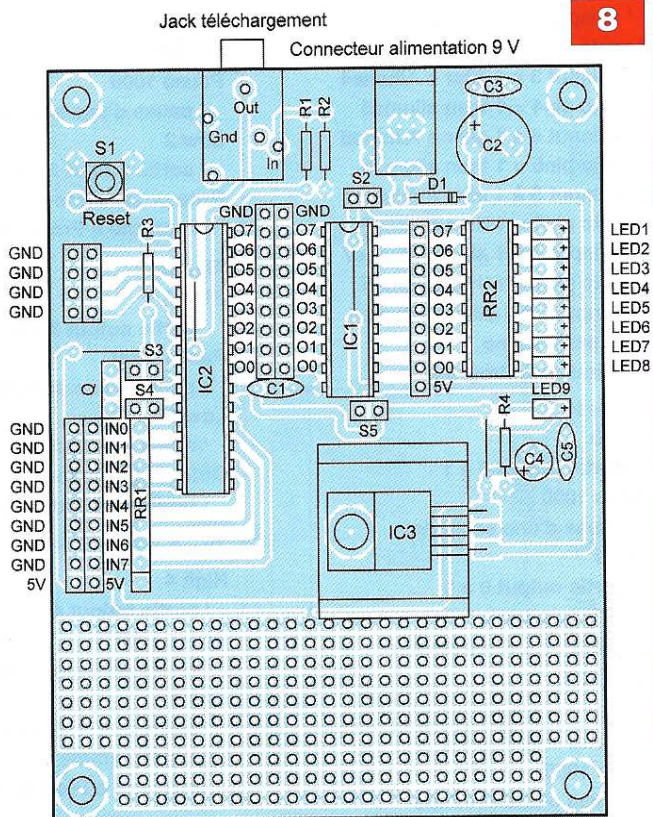 8
Jack téléchargement
Connecteur alimentation 9 V
Out
Gnd
In
R1
R2
C3
C2
S1
Reset
S2
D1
R3
GND GND
GND
GND
GND
GND
O7
O6
O5
O4
O3
O2
O1
O0
O7
O6
O5
O4
O3
O2
O1
O0
O7
O6
O5
O4
O3
O2
O1
O0
5V
IC2
IC1
RR2
LED1
LED2
LED3
LED4
LED5
LED6
LED7
LED8
LED9
C1
S3
Q
S4
S5
R4
C4
C5
GND IN0
GND IN1
GND IN2
GND IN3
GND IN4
GND IN5
GND IN6
GND IN7
5V 5V
RR1
IC3